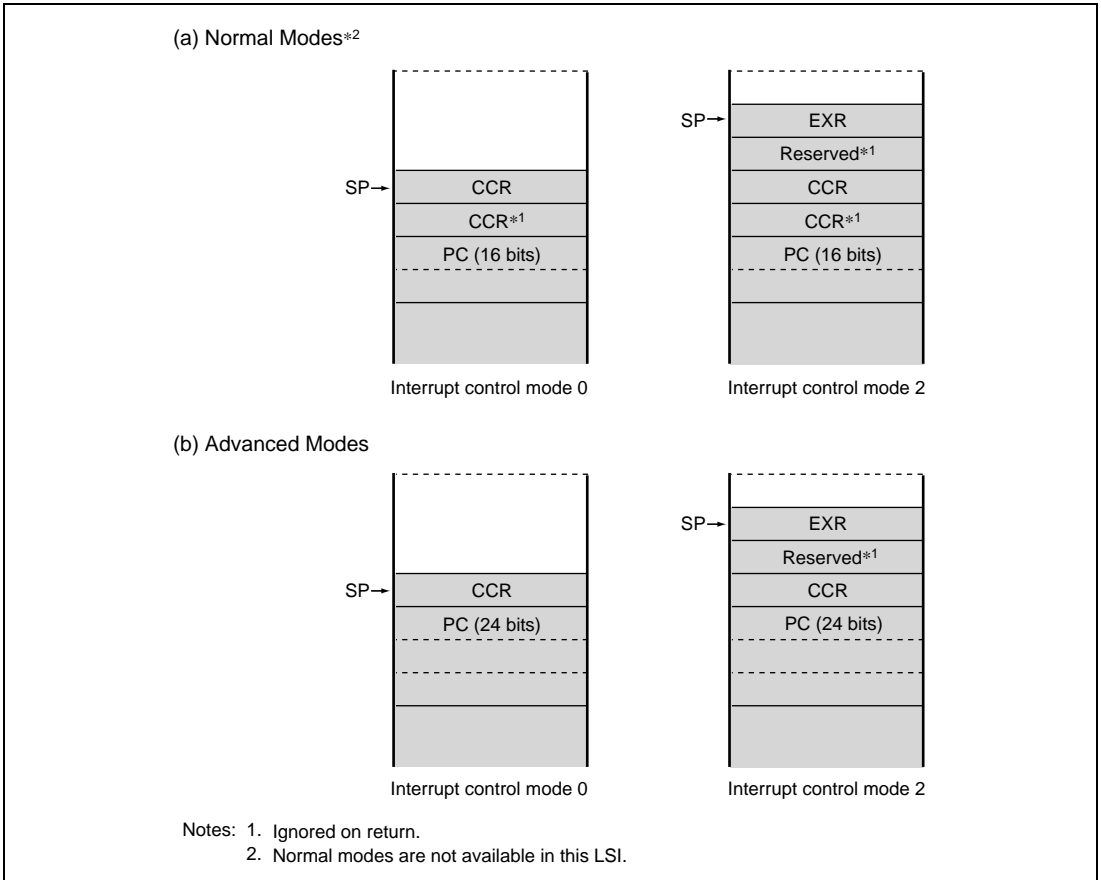 (a) Normal Modes*2
SP→ CCR
CCR*1
PC (16 bits)
Interrupt control mode 0
SP→ EXR
Reserved*1
CCR
CCR*1
PC (16 bits)
Interrupt control mode 2
(b) Advanced Modes
SP→ CCR
PC (24 bits)
Interrupt control mode 0
SP→ EXR
Reserved*1
CCR
PC (24 bits)
Interrupt control mode 2
Notes: 1. Ignored on return.
2. Normal modes are not available in this LSI.